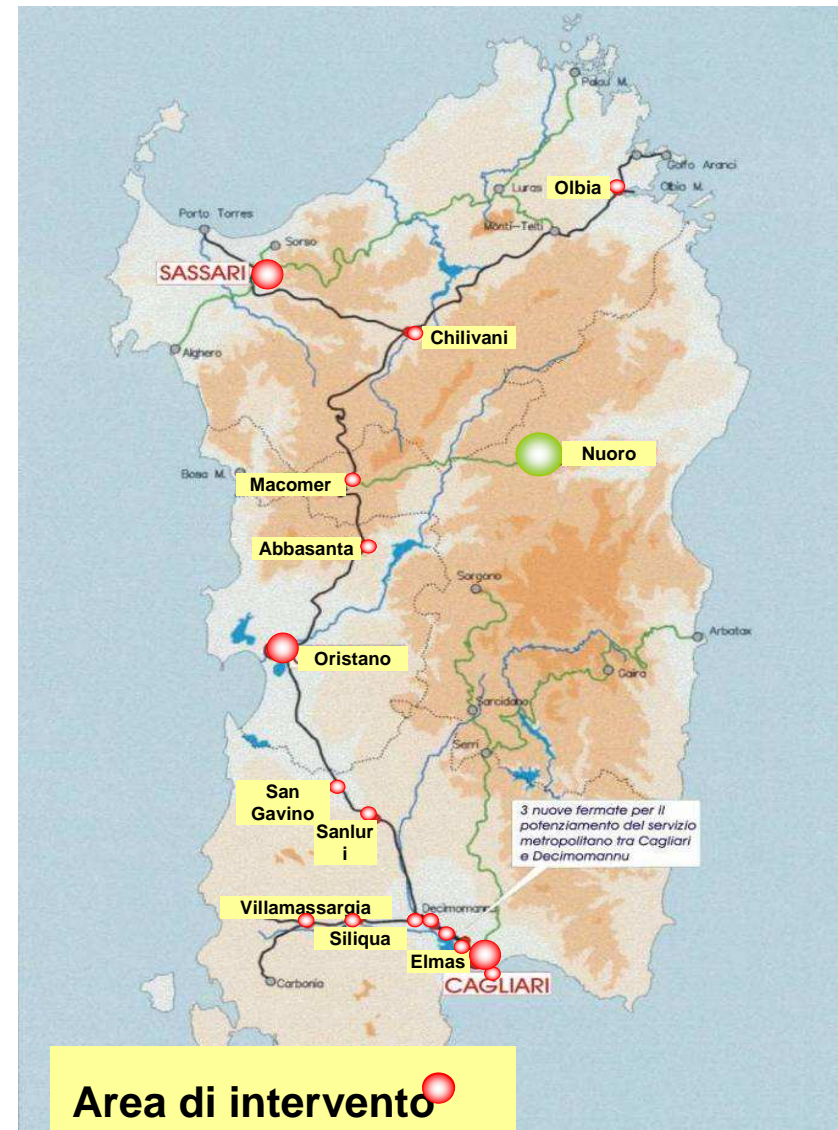 Palau M.
Golfo Aranci
Olbia
Olbia M.
Luras
Porto Torres
Monti-Telti
Sorso
SASSARI
Chilivani
Alghero
Nuoro
Bosa M.
Macomer
Abbasanta
Sorgono
Arbatax
Oristano
Gairo
Sarcidano
Serri
San
Gavino
Sanlur
i
3 nuove fermate per il
potenziamento del servizio
metropolitano tra Cagliari
e Decimomannu
Villamassargia
Decimomannu
Siliqua
Elmas
Carbonia
CAGLIARI
Area di intervento